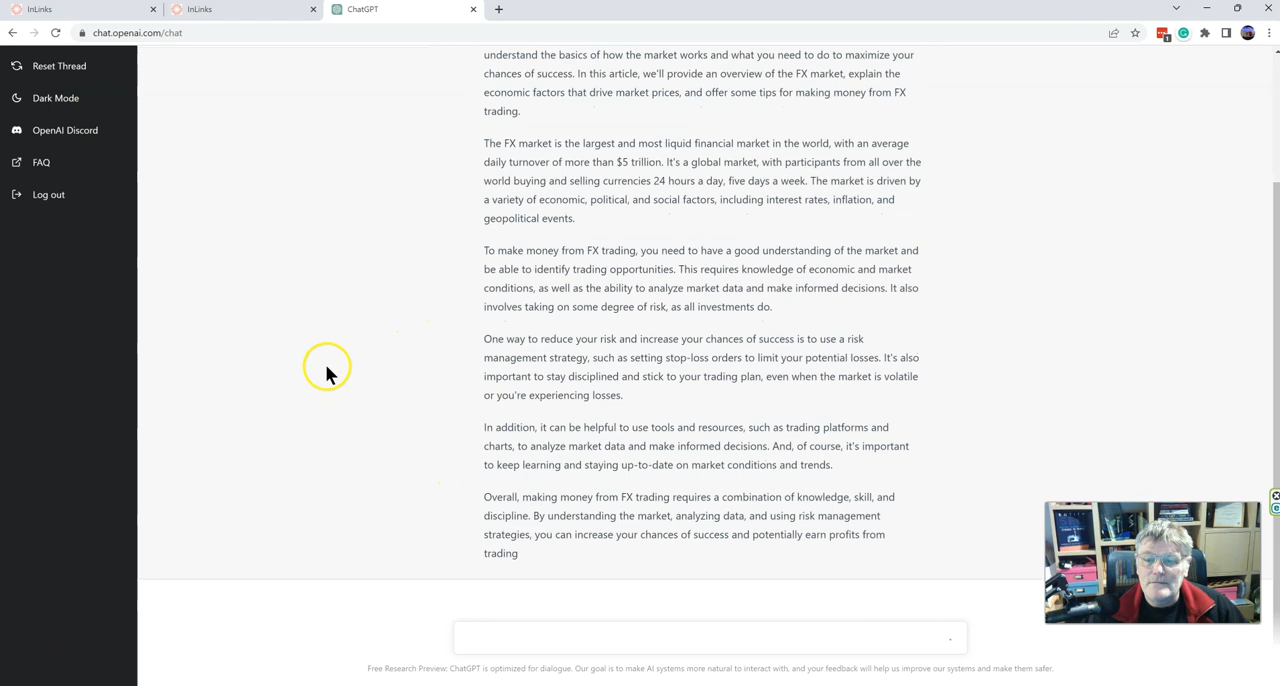 InLinks
InLinks
ChatGPT
chat.openai.com/chat
1
Reset Thread
Dark Mode
OpenAI Discord
FAQ
Log out
understand the basics of how the market works and what you need to do to maximize your
chances of success. In this article, we'll provide an overview of the FX market, explain the
economic factors that drive market prices, and offer some tips for making money from FX
trading.
The FX market is the largest and most liquid financial market in the world, with an average
daily turnover of more than $5 trillion. It's a global market, with participants from all over the
world buying and selling currencies 24 hours a day, five days a week. The market is driven by
a variety of economic, political, and social factors, including interest rates, inflation, and
geopolitical events.
To make money from FX trading, you need to have a good understanding of the market and
be able to identify trading opportunities. This requires knowledge of economic and market
conditions, as well as the ability to analyze market data and make informed decisions. It also
involves taking on some degree of risk, as all investments do.
One way to reduce your risk and increase your chances of success is to use a risk
management strategy, such as setting stop-loss orders to limit your potential losses. It's also
important to stay disciplined and stick to your trading plan, even when the market is volatile
or you're experiencing losses.
In addition, it can be helpful to use tools and resources, such as trading platforms and
charts, to analyze market data and make informed decisions. And, of course, it's important
to keep learning and staying up-to-date on market conditions and trends.
Overall, making money from FX trading requires a combination of knowledge, skill, and
discipline. By understanding the market, analyzing data, and using risk management
strategies, you can increase your chances of success and potentially earn profits from
trading
Free Research Preview: ChatGPT is optimized for dialogue. Our goal is to make AI systems more natural to interact with, and your feedback will help us improve our systems and make them safer.